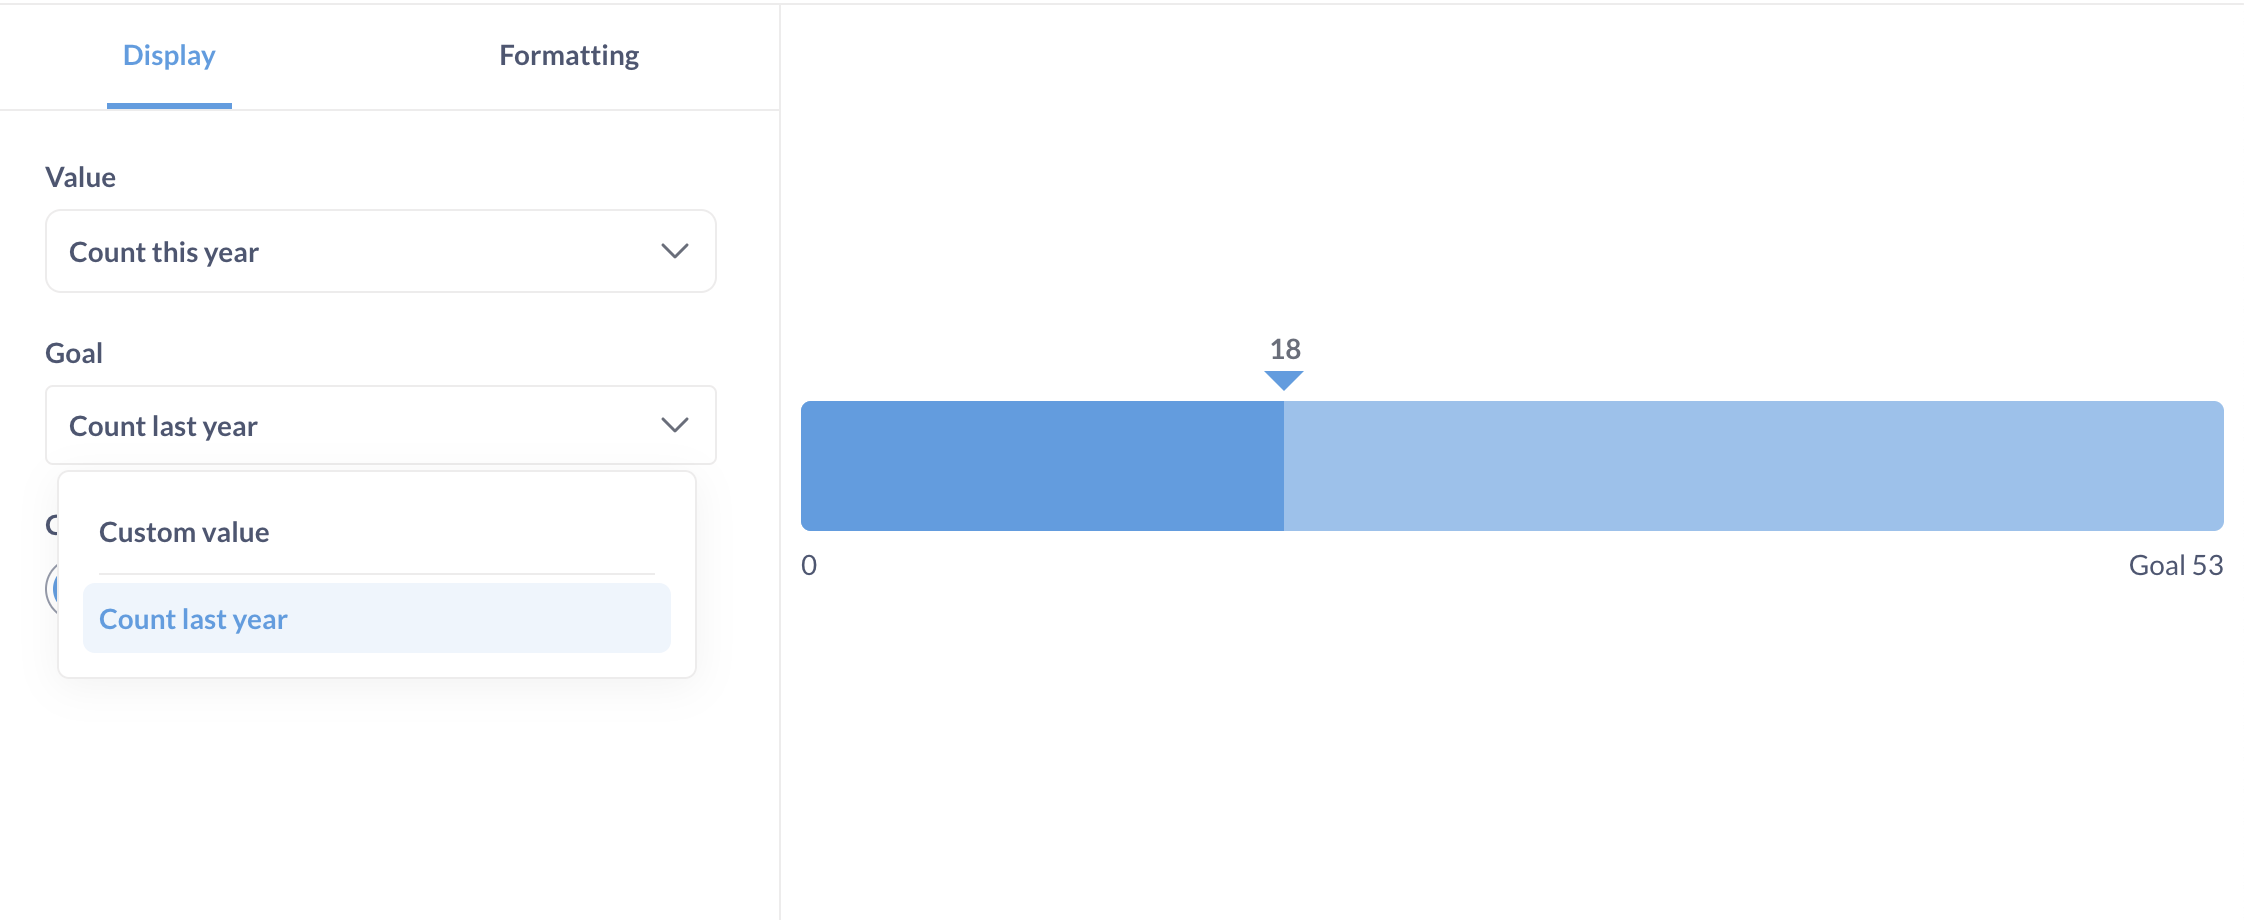 Display
Formatting
Value
Count this year
Goal
Count last year
Custom value
Count last year
18
0
Goal 53